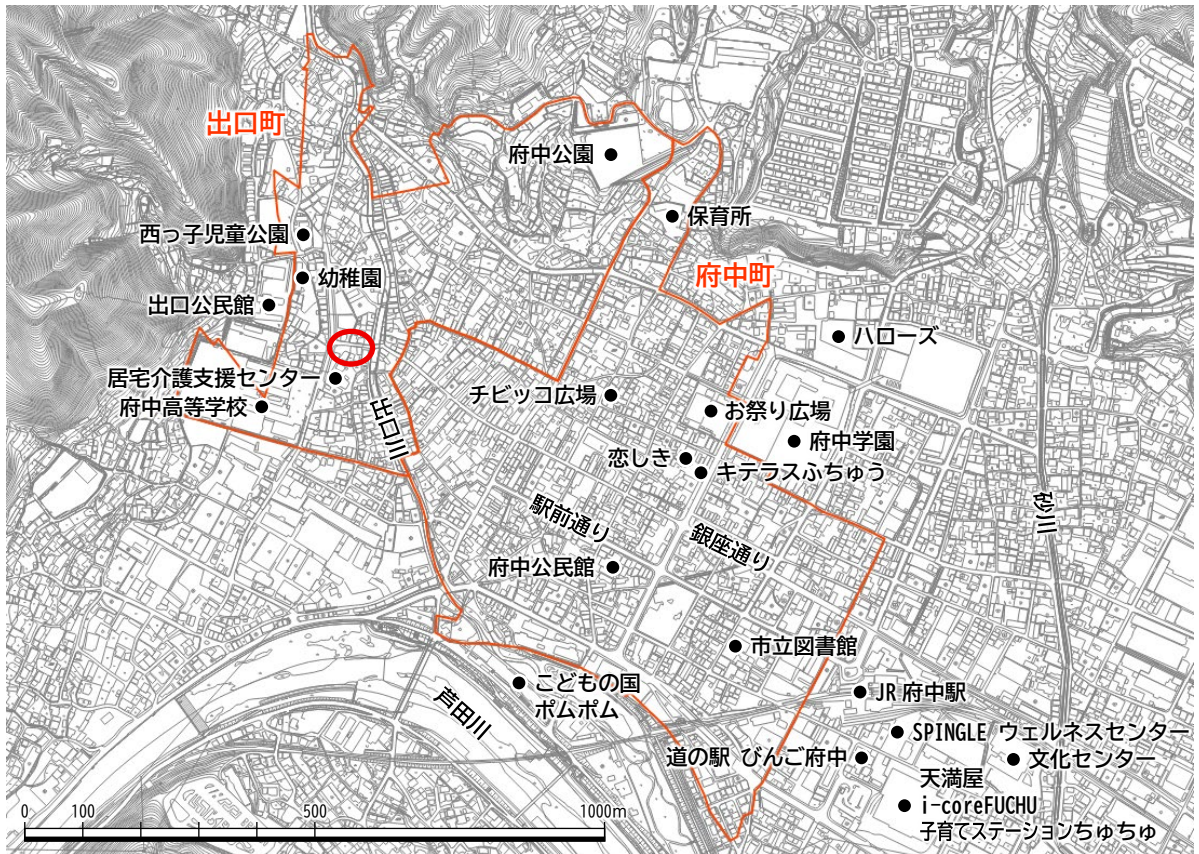 出口町
府中公園
保育所
西っ子児童公園
府中町
幼稚園
出口公民館
ハローズ
居宅介護支援センター
チビッコ広場
府中高等学校
お祭り広場
出口川
府中学園
恋しき
キテラスふちゅう
砂川
駅前通り
銀座通り
府中公民館
市立図書館
こどもの国
ポムポム
JR 府中駅
芦田川
SPINGLE ウェルネスセンター
道の駅 びんご府中
文化センター
天満屋
i-coreFUCHU
子育てステーションちゅちゅ
0 100 500 1000m